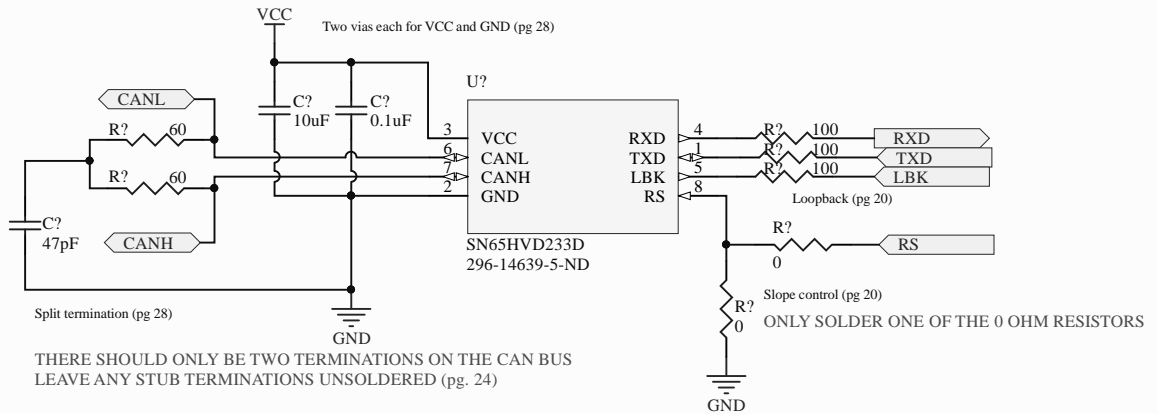 VCC
Two vias each for VCC and GND (pg 28)
U?
CANL
C?
10uF
C?
0.1uF
R?
60
R?
60
C?
47pF
CANH
3
6
7
2
VCC
CANL
CANH
GND
RXD
TXD
LBK
RS
4
1
5
8
R?
100
R?
100
R?
100
RXD
TXD
LBK
Loopback (pg 20)
SN65HVD233D
296-14639-5-ND
R?
0
RS
R?
0
Slope control (pg 20)
ONLY SOLDER ONE OF THE 0 OHM RESISTORS
Split termination (pg 28)
GND
THERE SHOULD ONLY BE TWO TERMINATIONS ON THE CAN BUS
LEAVE ANY STUB TERMINATIONS UNSOLDERED (pg. 24)
GND